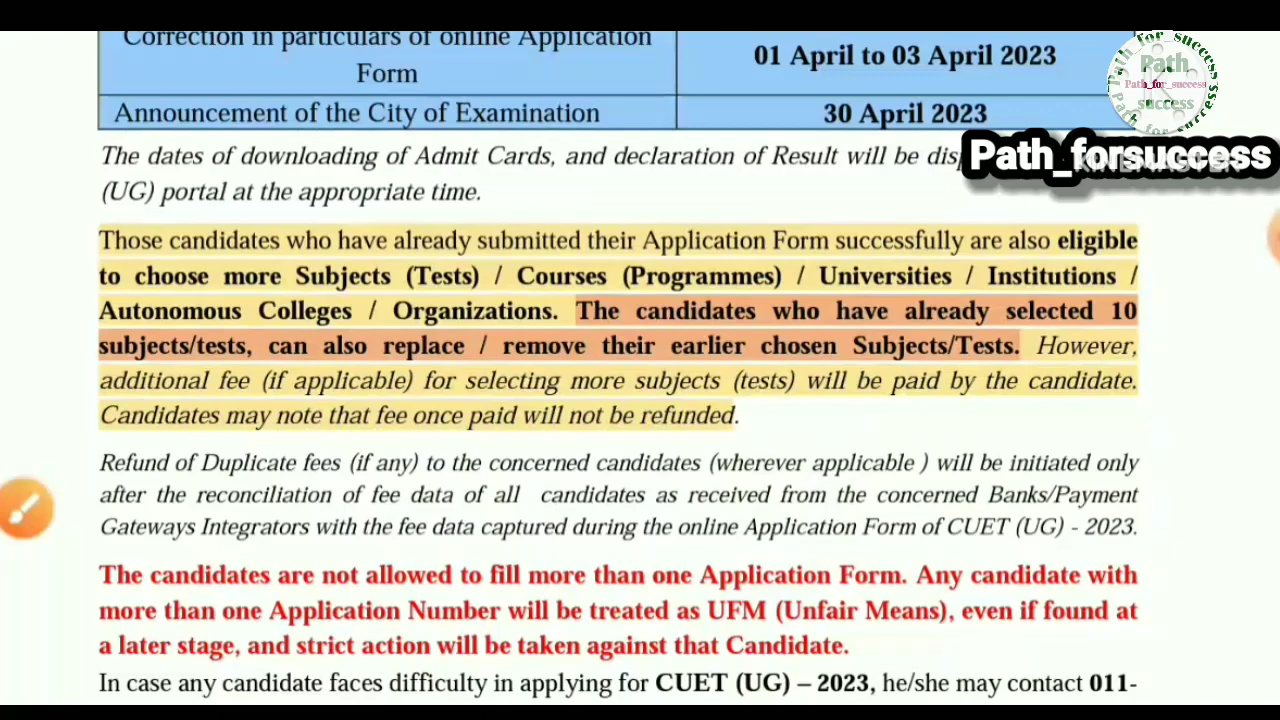 Correction in particulars of online Application
Form
01 April to 03 April 2023
Announcement of the City of Examination
30 April 2023
Path for success
Path
Path_for_success
success
Path_forsuccess
The dates of downloading of Admit Cards, and declaration of Result will be
(UG) portal at the appropriate time.
Those candidates who have already submitted their Application Form successfully are also eligible
to choose more Subjects (Tests) / Courses (Programmes) / Universities / Institutions /
Autonomous Colleges / Organizations. The candidates who have already selected 10
subjects/tests, can also replace / remove their earlier chosen Subjects/Tests. However,
additional fee (if applicable) for selecting more subjects (tests) will be paid by the candidate.
Candidates may note that fee once paid will not be refunded.
Refund of Duplicate fees (if any) to the concerned candidates (wherever applicable ) will be initiated only
after the reconciliation of fee data of all candidates as received from the concerned Banks/Payment
Gateways Integrators with the fee data captured during the online Application Form of CUET (UG) - 2023.
The candidates are not allowed to fill more than one Application Form. Any candidate with
more than one Application Number will be treated as UFM (Unfair Means), even if found at
a later stage, and strict action will be taken against that Candidate.
In case any candidate faces difficulty in applying for CUET (UG) – 2023, he/she may contact 011-